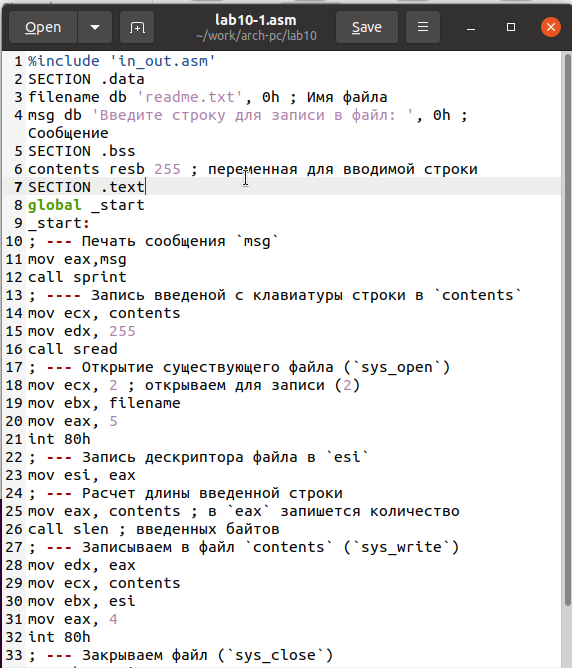 Open
lab10-1.asm
~/work/arch-pc/lab10
Save
1 %include 'in_out.asm'
2 SECTION .data
3 filename db 'readme.txt', 0h ; Имя файла
4 msg db 'Введите строку для записи в файл: ', 0h ;
Сообщение
5 SECTION .bss
6 contents resb 255 ; переменная для вводимой строки
7 SECTION .text
8 global _start
9 _start:
10 ; --- Печать сообщения `msg`
11 mov eax,msg
12 call sprint
13 ; ---- Запись введеной с клавиатуры строки в `contents`
14 mov ecx, contents
15 mov edx, 255
16 call sread
17 ; --- Открытие существующего файла (`sys_open`)
18 mov ecx, 2 ; открываем для записи (2)
19 mov ebx, filename
20 mov eax, 5
21 int 80h
22 ; --- Запись дескриптора файла в `esi`
23 mov esi, eax
24 ; --- Расчет длины введенной строки
25 mov eax, contents ; в `eax` запишется количество
26 call slen ; введенных байтов
27 ; --- Записываем в файл `contents` (`sys_write`)
28 mov edx, eax
29 mov ecx, contents
30 mov ebx, esi
31 mov eax, 4
32 int 80h
33 ; --- Закрываем файл (`sys_close`)